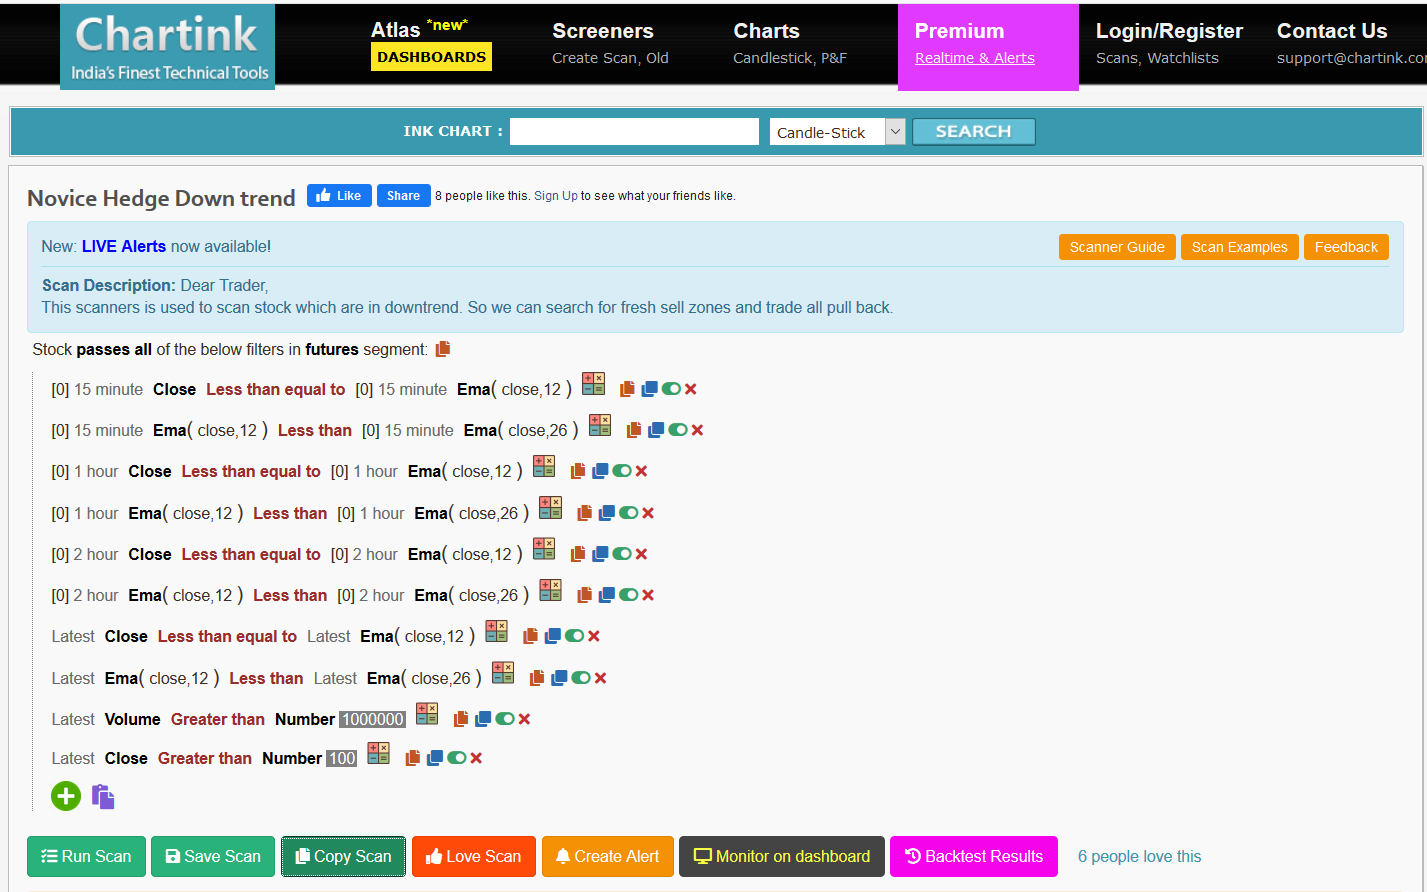 Chartink
India's Finest Technical Tools
Atlas *new*
DASHBOARDS
Screeners
Create Scan, Old
Charts
Candlestick, P&F
Premium
Realtime & Alerts
Login/Register
Scans, Watchlists
Contact Us
support@chartink.com
INK CHART : Candle-Stick SEARCH
Novice Hedge Down trend Like Share 8 people like this. Sign Up to see what your friends like.
New: LIVE Alerts now available! Scanner Guide Scan Examples Feedback
Scan Description: Dear Trader,
This scanners is used to scan stock which are in downtrend. So we can search for fresh sell zones and trade all pull back.
Stock passes all of the below filters in futures segment:
[0] 15 minute Close Less than equal to [0] 15 minute Ema( close,12 )
[0] 15 minute Ema( close,12 ) Less than [0] 15 minute Ema( close,26 )
[0] 1 hour Close Less than equal to [0] 1 hour Ema( close,12 )
[0] 1 hour Ema( close,12 ) Less than [0] 1 hour Ema( close,26 )
[0] 2 hour Close Less than equal to [0] 2 hour Ema( close,12 )
[0] 2 hour Ema( close,12 ) Less than [0] 2 hour Ema( close,26 )
Latest Close Less than equal to Latest Ema( close,12 )
Latest Ema( close,12 ) Less than Latest Ema( close,26 )
Latest Volume Greater than Number 1000000
Latest Close Greater than Number 100
Run Scan Save Scan Copy Scan Love Scan Create Alert Monitor on dashboard Backtest Results 6 people love this